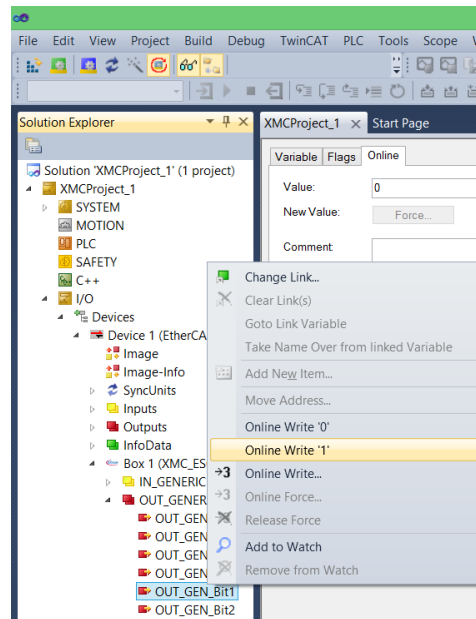 File Edit View Project Build Debug TwinCAT PLC Tools Scope
Solution Explorer
XMCProject_1 Start Page
Variable Flags Online
Solution 'XMCProject_1' (1 project)
Value: 0
XMCProject_1
New Value: Force...
SYSTEM
MOTION
PLC
Comment:
SAFETY
C++
Change Link...
I/O
Clear Link(s)
Devices
Goto Link Variable
Device 1 (EtherCA
Take Name Over from linked Variable
Image
Image-Info
Add New Item...
SyncUnits
Move Address...
Inputs
Outputs
Online Write '0'
InfoData
Online Write '1'
Box 1 (XMC_ES
Online Write...
IN_GENERIC
OUT_GENER
Online Force...
OUT_GEN
Release Force
OUT_GEN
Add to Watch
OUT_GEN
OUT_GEN
Remove from Watch
OUT_GEN_Bit1
OUT_GEN_Bit2